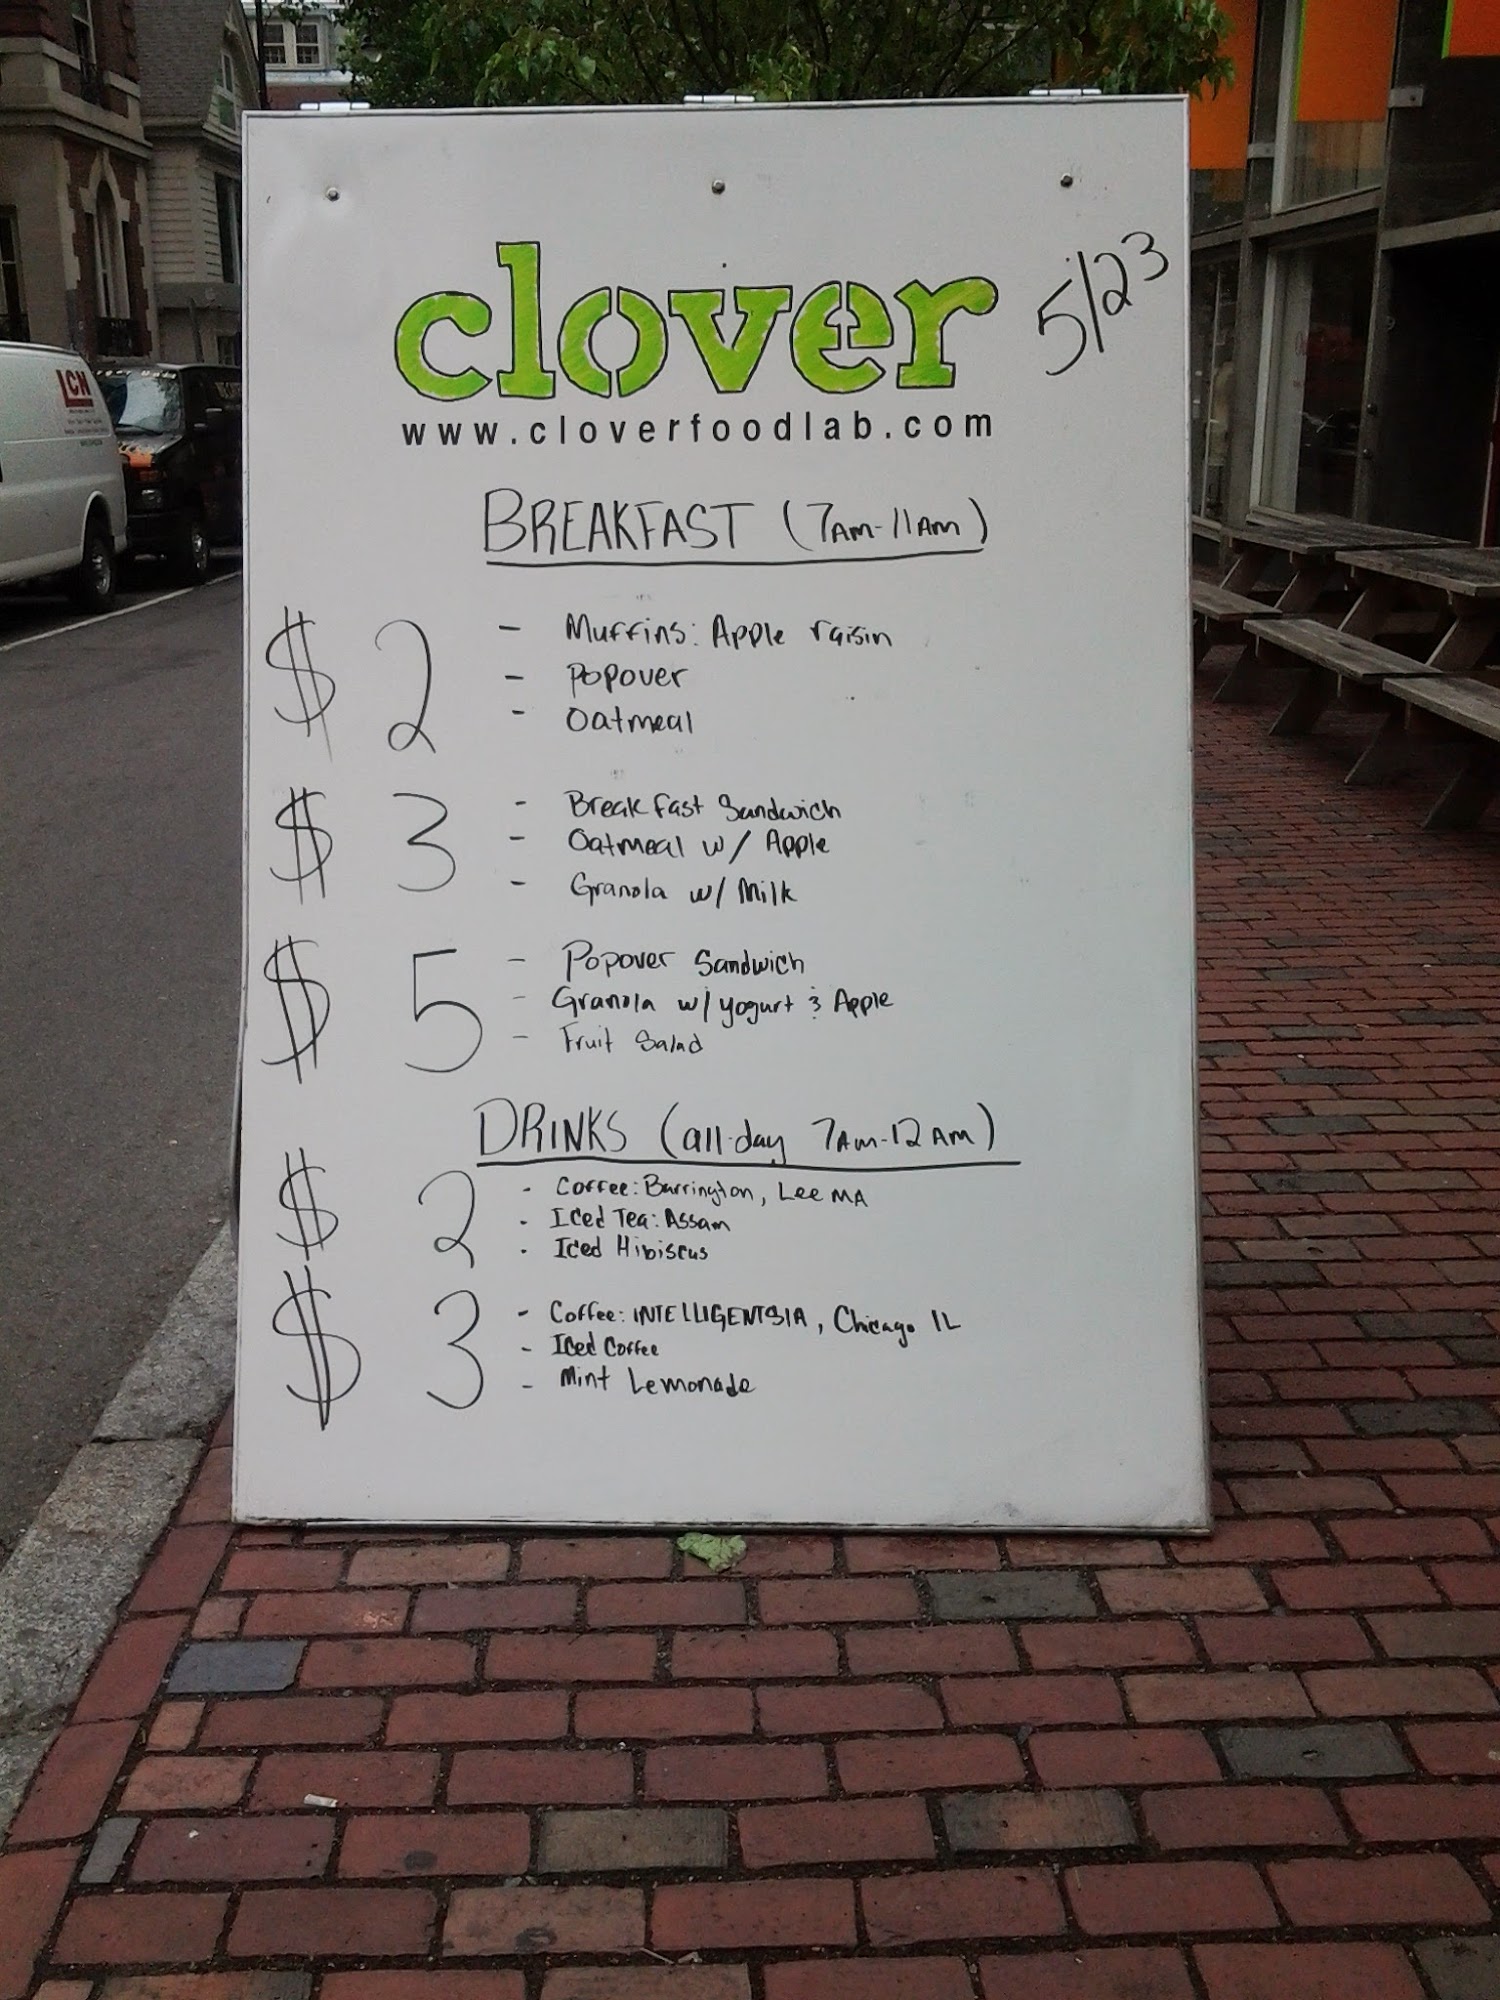 clover
5/23
www.cloverfoodlab.com
BREAKFAST (7AM-11AM)
$2
- Muffins: Apple raisin
- Popover
- Oatmeal
$3
- Breakfast Sandwich
- Oatmeal w/ Apple
- Granola w/ Milk
$5
- Popover Sandwich
- Granola w/ yogurt & Apple
- Fruit Salad
DRINKS (all-day 7AM-12AM)
$2
- Coffee: Barrington, Lee MA
- Iced Tea: Assam
- Iced Hibiscus
$3
- Coffee: INTELLIGENTSIA, Chicago IL
- Iced Coffee
- Mint Lemonade
LCN